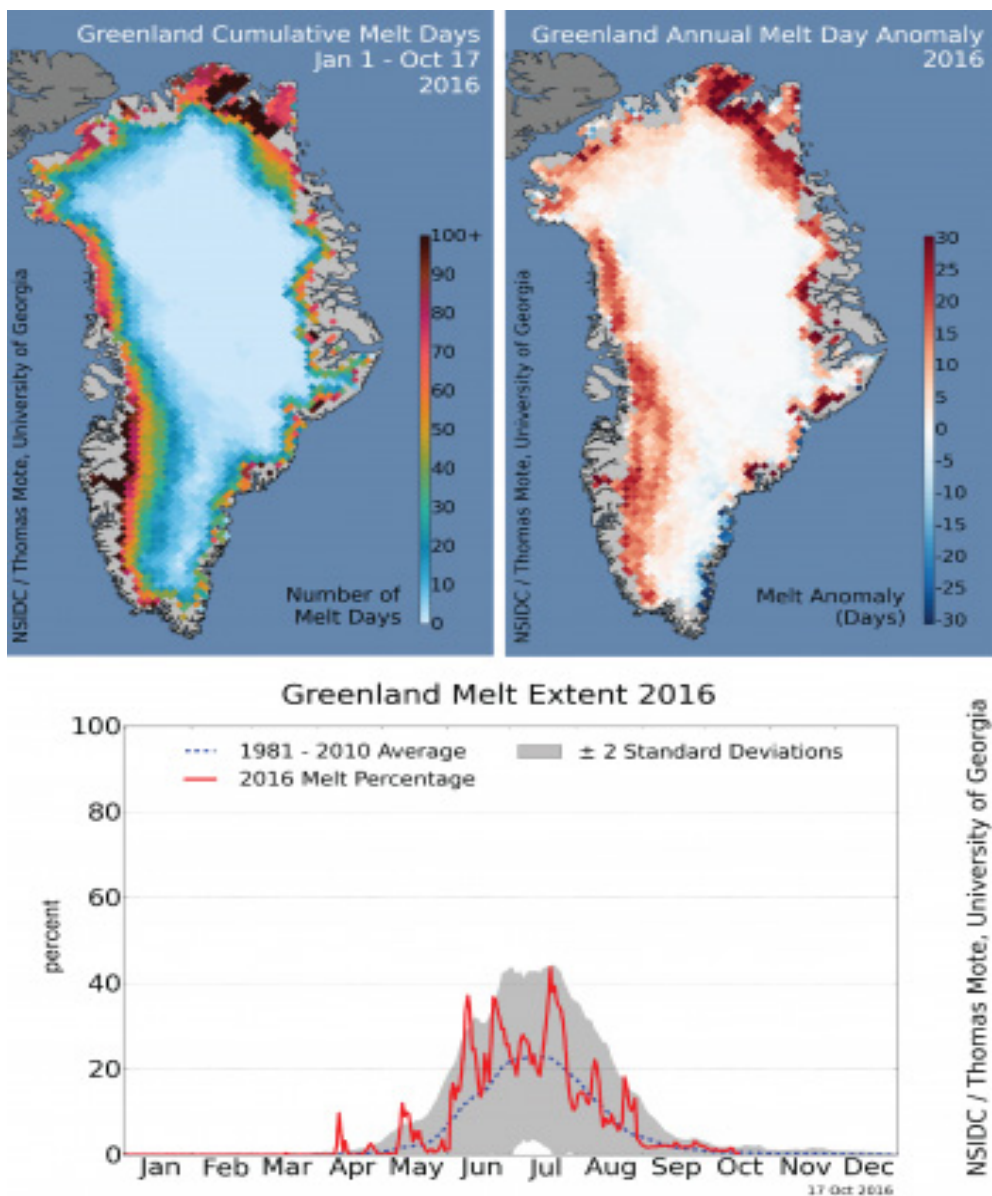 Greenland Cumulative Melt Days
Jan 1 - Oct 17
2016
100+
90
80
70
60
50
40
30
20
10
0
Number of
Melt Days
NSIDC / Thomas Mote, University of Georgia
Greenland Annual Melt Day Anomaly
2016
30
25
20
15
10
5
0
-5
-10
-15
-20
-25
-30
Melt Anomaly
(Days)
NSIDC / Thomas Mote, University of Georgia
Greenland Melt Extent 2016
100
80
60
40
20
0
percent
1981 - 2010 Average
2016 Melt Percentage
± 2 Standard Deviations
Jan Feb Mar Apr May Jun Jul Aug Sep Oct Nov Dec
17 Oct 2016
NSIDC / Thomas Mote, University of Georgia